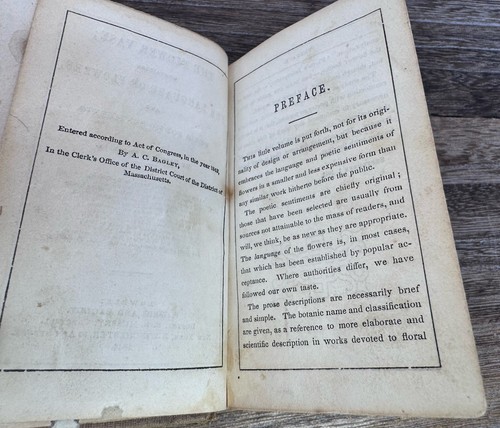 Entered according to Act of Congress, in the year
By A. C. BAGLEY,
In the Clerk's Office of the District Court of the District of
Massachusetts.
PREFACE.
THIS little volume is put forth, not for its origi-
nality of design or arrangement, but because it
embraces the language and poetic sentiments of
flowers in a smaller and less expensive form than
any similar work hitherto before the public.
The poetic sentiments are chiefly original;
those that have been selected are usually from
sources not attainable to the mass of readers, and
will, we think, be as new as they are appropriate.
The language of the flowers is, in most cases,
that which has been established by popular ac-
ceptance. Where authorities differ, we have
followed our own taste.
The prose descriptions are necessarily brief
and simple. The botanic name and classification
are given, as a reference to more elaborate and
scientific description in works devoted to floral